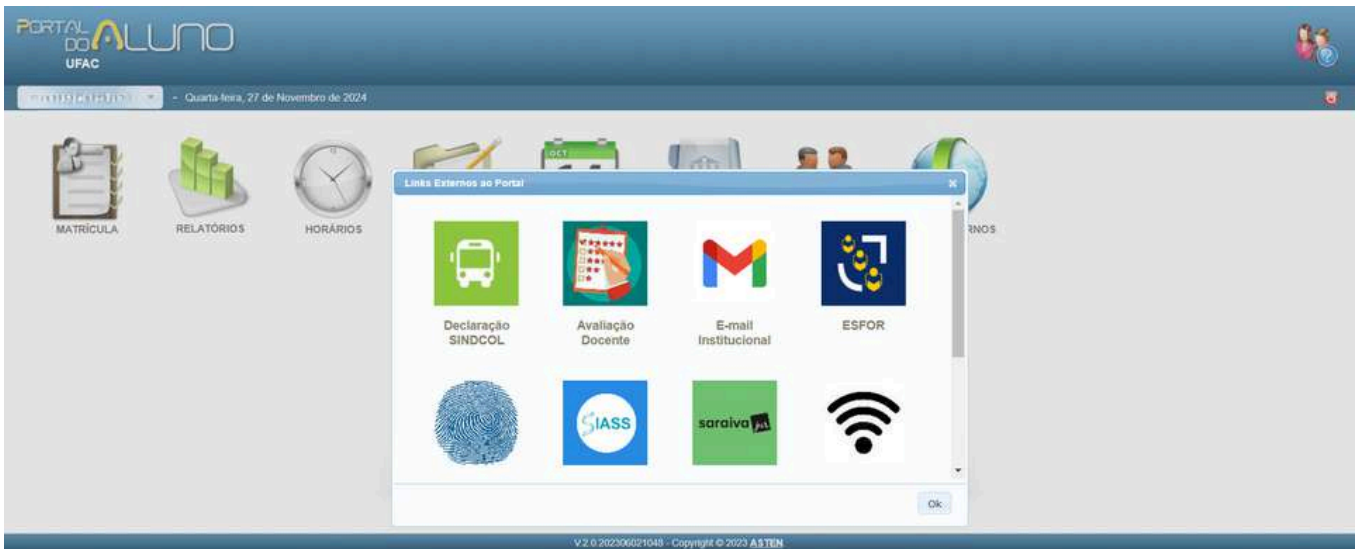 PORTAL
DO ALUNO
UFAC
- Quarta-feira, 27 de Novembro de 2024
OCT
Links Externos ao Portal
MATRÍCULA
RELATÓRIOS
HORÁRIOS
RNOS
Declaração
SINDCOL
Avaliação
Docente
E-mail
Institucional
ESFOR
SIASS
saraiva
Ok
V.2.0.202306021048 - Copyright © 2023 ASTEN.